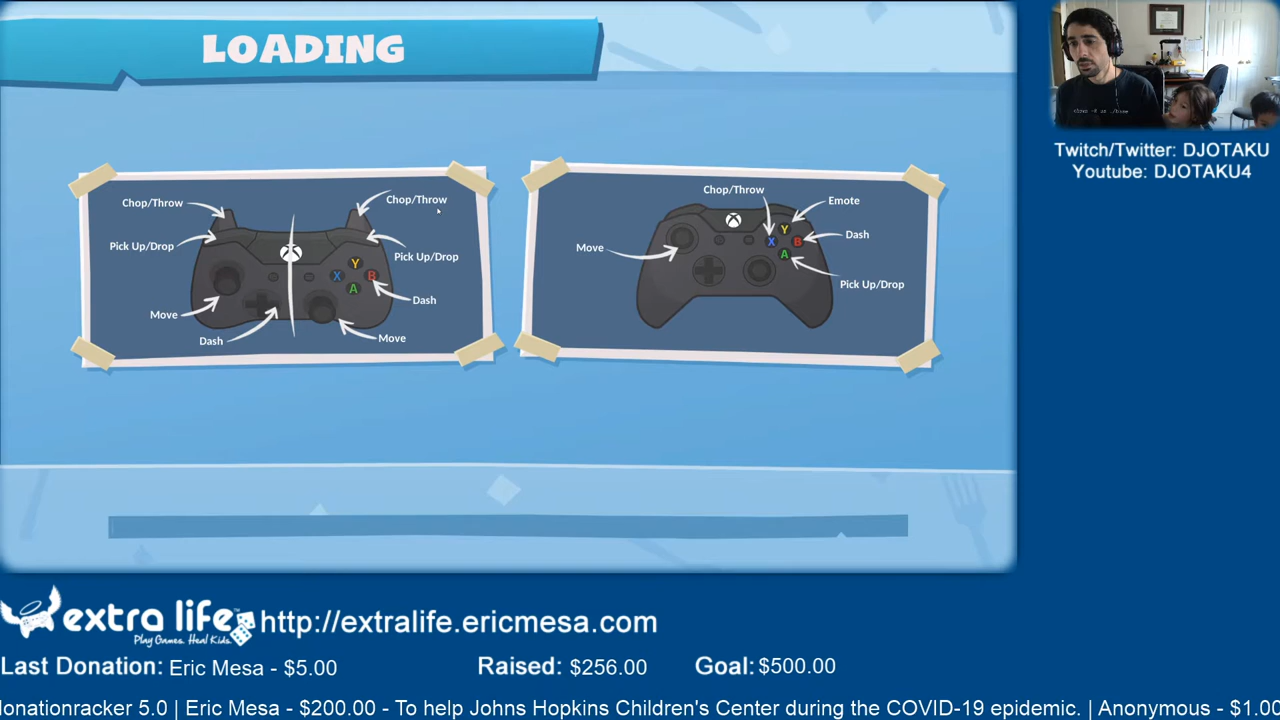 LOADING
Twitch/Twitter: DJOTAKU
Youtube: DJOTAKU4
Chop/Throw
Chop/Throw
Pick Up/Drop
Pick Up/Drop
Y
X
B
A
Dash
Move
Dash
Move
Chop/Throw
Emote
Move
Y
X
B
A
Dash
Pick Up/Drop
extra life
Play Games. Heal Kids.
http://extralife.ericmesa.com
Last Donation: Eric Mesa - $5.00
Raised: $256.00
Goal: $500.00
donationracker 5.0 | Eric Mesa - $200.00 - To help Johns Hopkins Children's Center during the COVID-19 epidemic. | Anonymous - $1.00